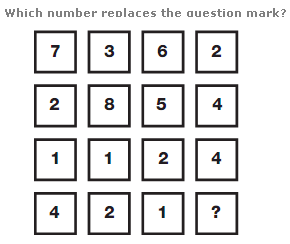 Which number replaces the question mark?
7 3 6 2
2 8 5 4
1 1 2 4
4 2 1 ?